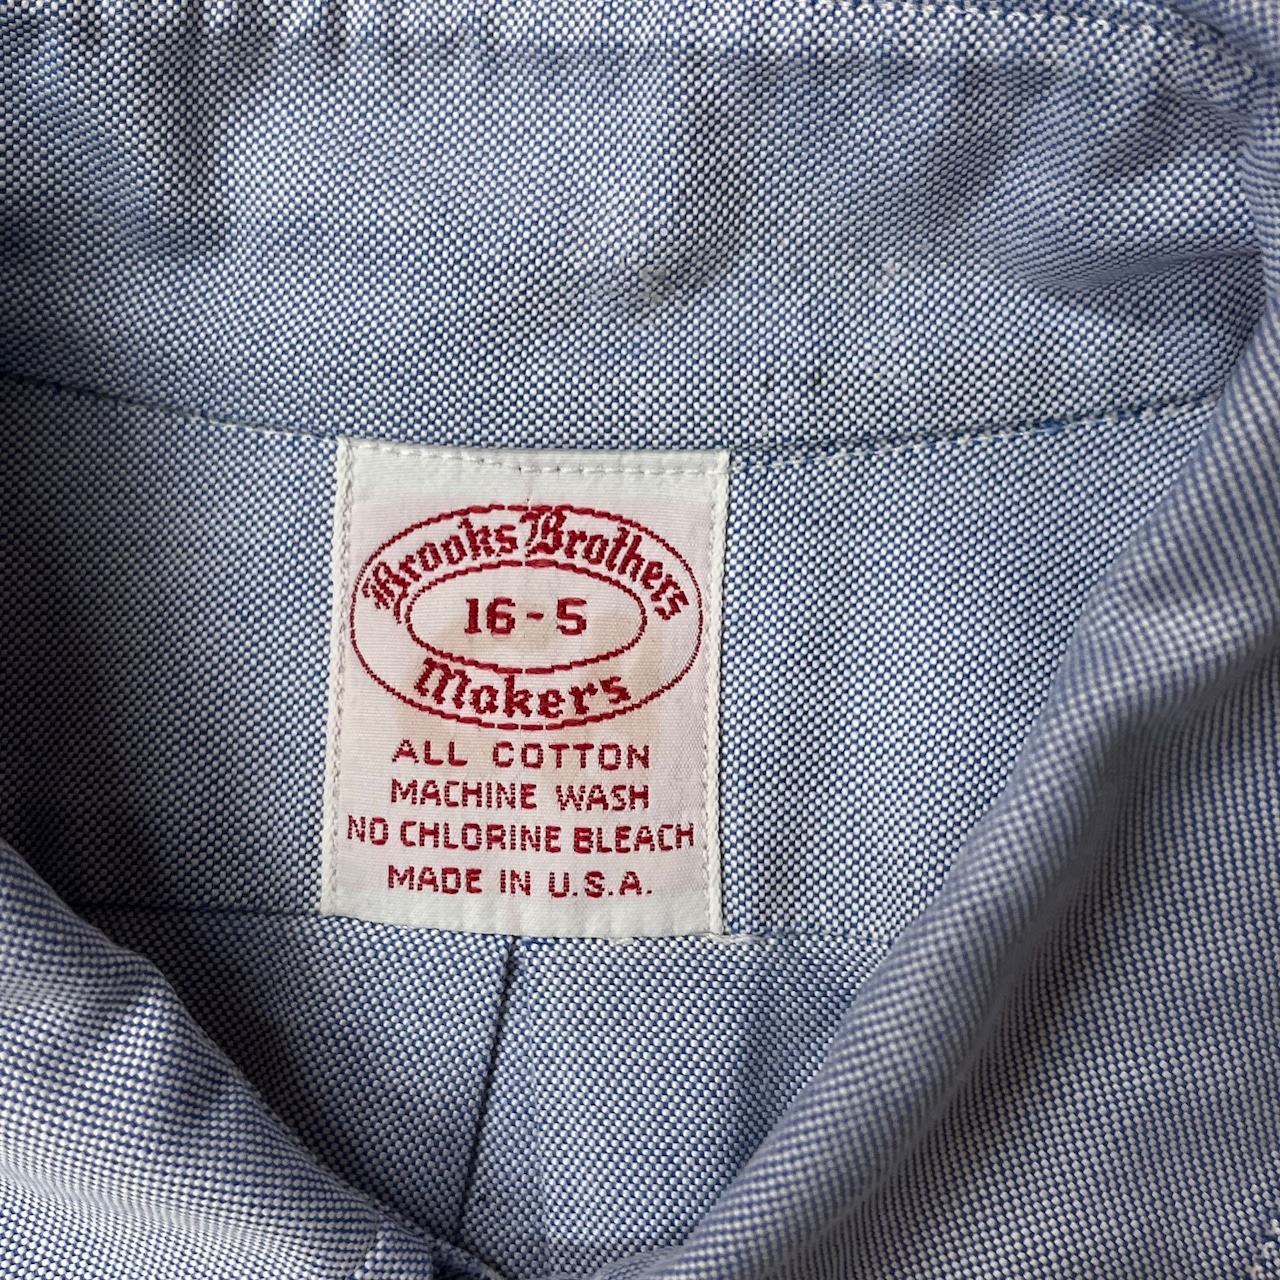 Brooks Brothers
16-5
Makers
ALL COTTON
MACHINE WASH
NO CHLORINE BLEACH
MADE IN U.S.A.